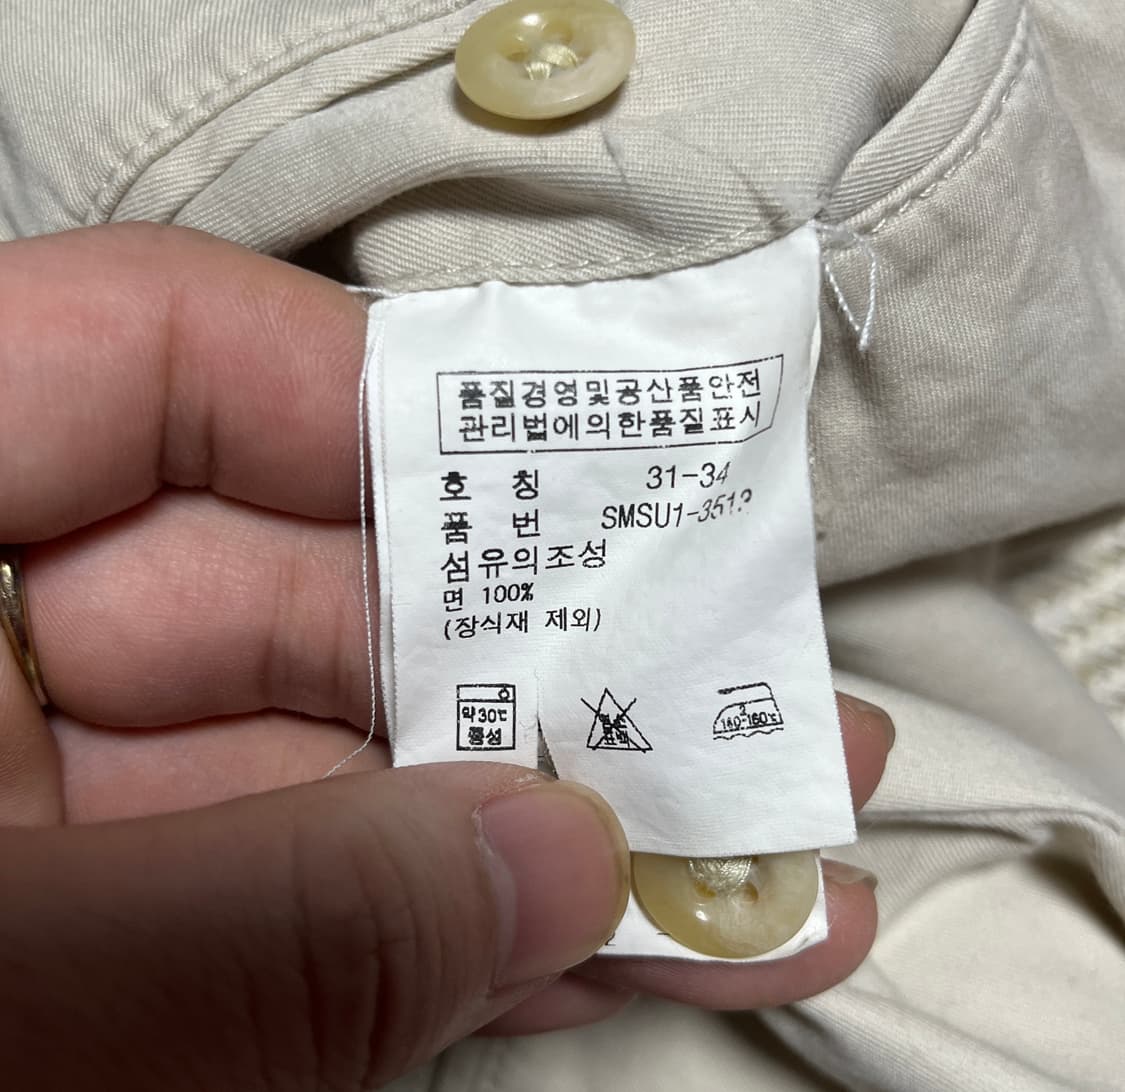 품질경영및공산품안전
관리법에의한품질표시
호 칭 31-34
품 번
섬유의조성
면 100%
(장식재 제외)
약30℃
중성